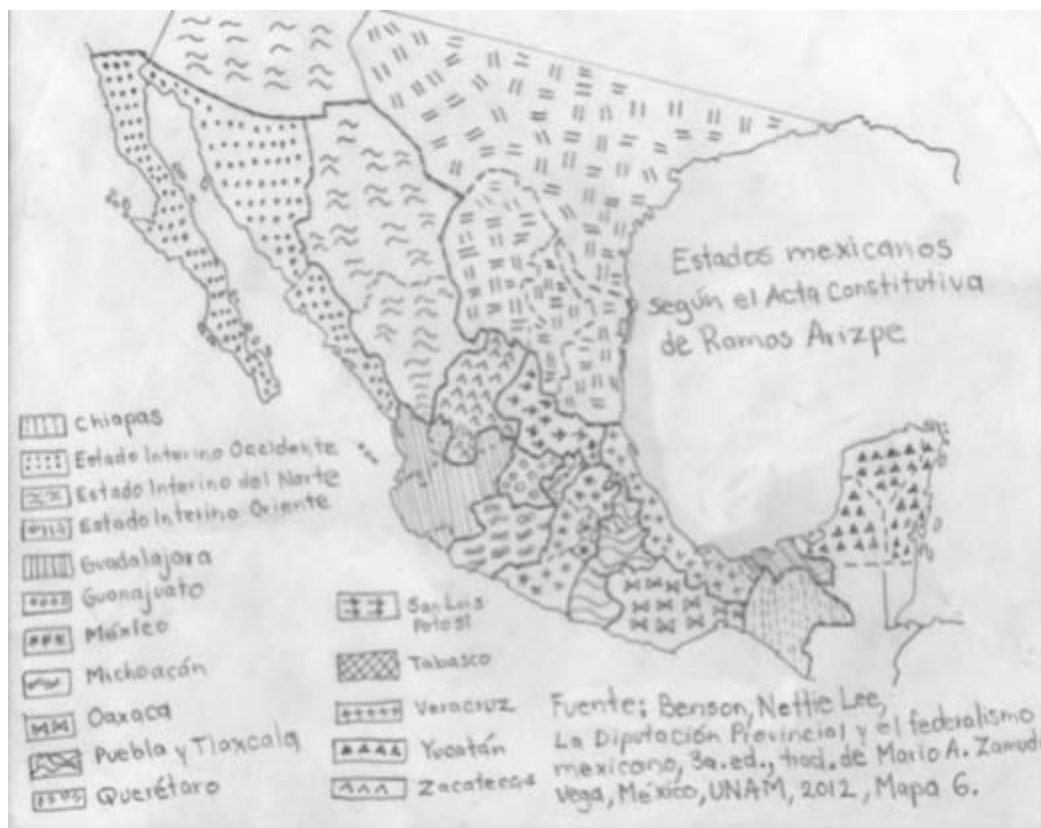 Estados mexicanos
según el Acta Constitutiva
de Ramos Arizpe
Chiapas
Estado Interino Occidente
Estado Interino del Norte
Estado Interino Oriente
Guadalajara
Guanajuato
México
Michoacán
Oaxaca
Puebla y Tlaxcala
Querétaro
San Luis
Potosí
Tabasco
Veracruz
Yucatán
Zacatecas
Fuente: Benson, Nettie Lee,
La Diputación Provincial y el federalismo
mexicano, 3a. ed., trad. de Mario A. Zamudi
Vega, México, UNAM, 2012, Mapa 6.